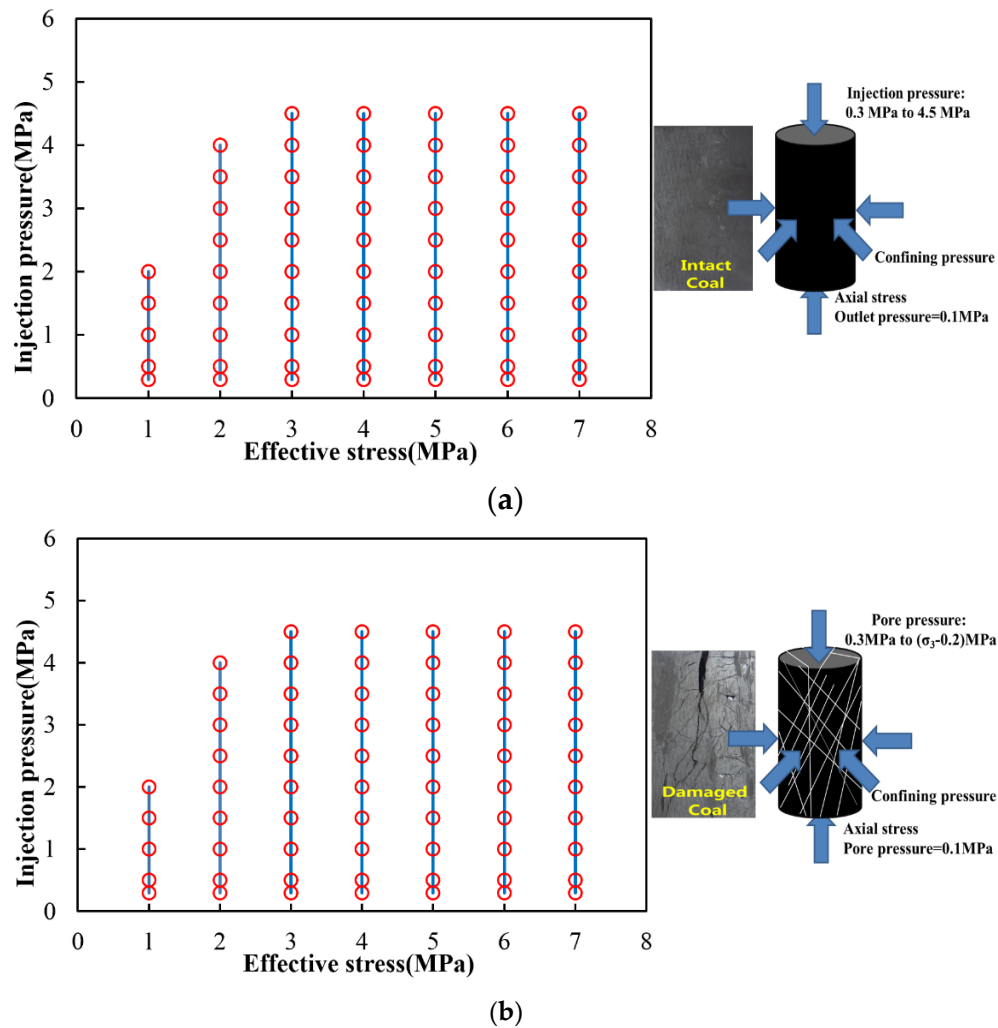 6
5
4
3
2
1
0
0 1 2 3 4 5 6 7 8
Injection pressure(MPa)
Effective stress(MPa)
Intact
Coal
Injection pressure:
0.3 MPa to 4.5 MPa
Confining pressure
Axial stress
Outlet pressure=0.1MPa
(a)
6
5
4
3
2
1
0
0 1 2 3 4 5 6 7 8
Injection pressure(MPa)
Effective stress(MPa)
Damaged
Coal
Pore pressure:
0.3MPa to (σ₃-0.2)MPa
Confining pressure
Axial stress
Pore pressure=0.1MPa
(b)